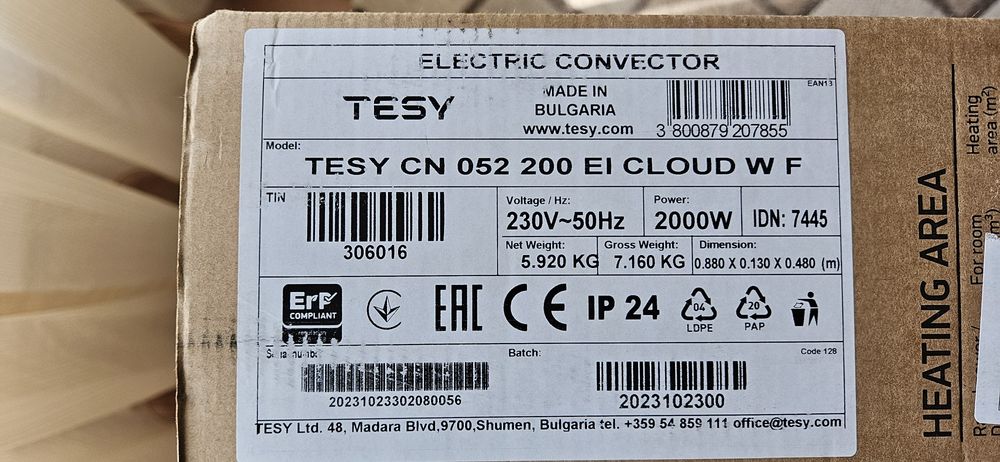 ELECTRIC CONVECTOR
TESY
MADE IN
BULGARIA
www.tesy.com
EAN13
3 800879 207855
Model:
TESY CN 052 200 EI CLOUD W F
TIN
306016
Voltage / Hz:
230V~50Hz
Power:
2000W
IDN: 7445
Net Weight:
5.920 KG
Gross Weight:
7.160 KG
Dimension:
0.880 X 0.130 X 0.480 (m)
ErP
COMPLIANT
EAC
CE
IP 24
04
LDPE
20
PAP
Batch:
Code 128
20231023302080056
2023102300
TESY Ltd. 48, Madara Blvd,9700,Shumen, Bulgaria tel. +359 54 859 111 office@tesy.com
HEATING AREA
For room
Heating
area (m²)